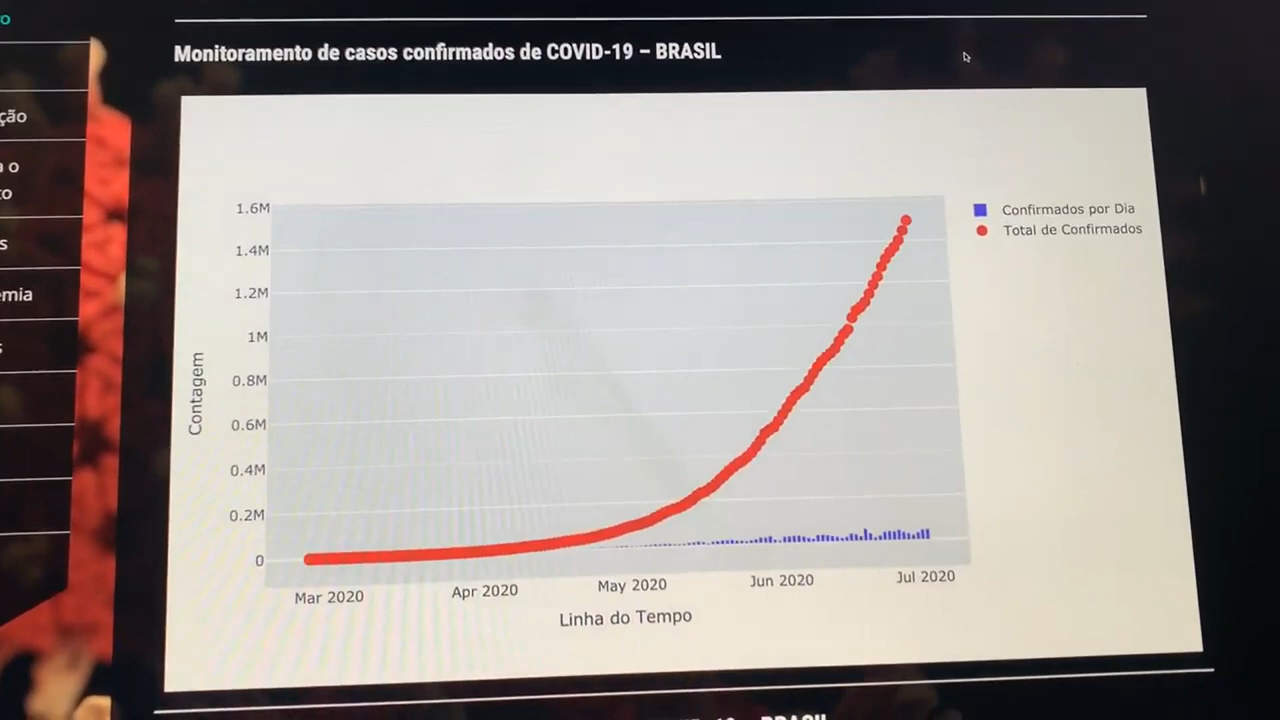 o
ção
a o
to
s
emia
s
Monitoramento de casos confirmados de COVID-19 – BRASIL
1.6M
1.4M
1.2M
1M
0.8M
0.6M
0.4M
0.2M
0
Contagem
Mar 2020
Apr 2020
May 2020
Jun 2020
Jul 2020
Linha do Tempo
Confirmados por Dia
Total de Confirmados
BRASIL